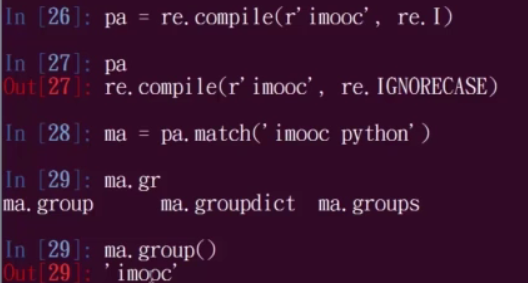 In [26]: pa = re.compile(r'imooc', re.I)
In [27]: pa
Out[27]: re.compile(r'imooc', re.IGNORECASE)
In [28]: ma = pa.match('imooc python')
In [29]: ma.gr
ma.group ma.groupdict ma.groups
In [29]: ma.group()
Out[29]: 'imooc'